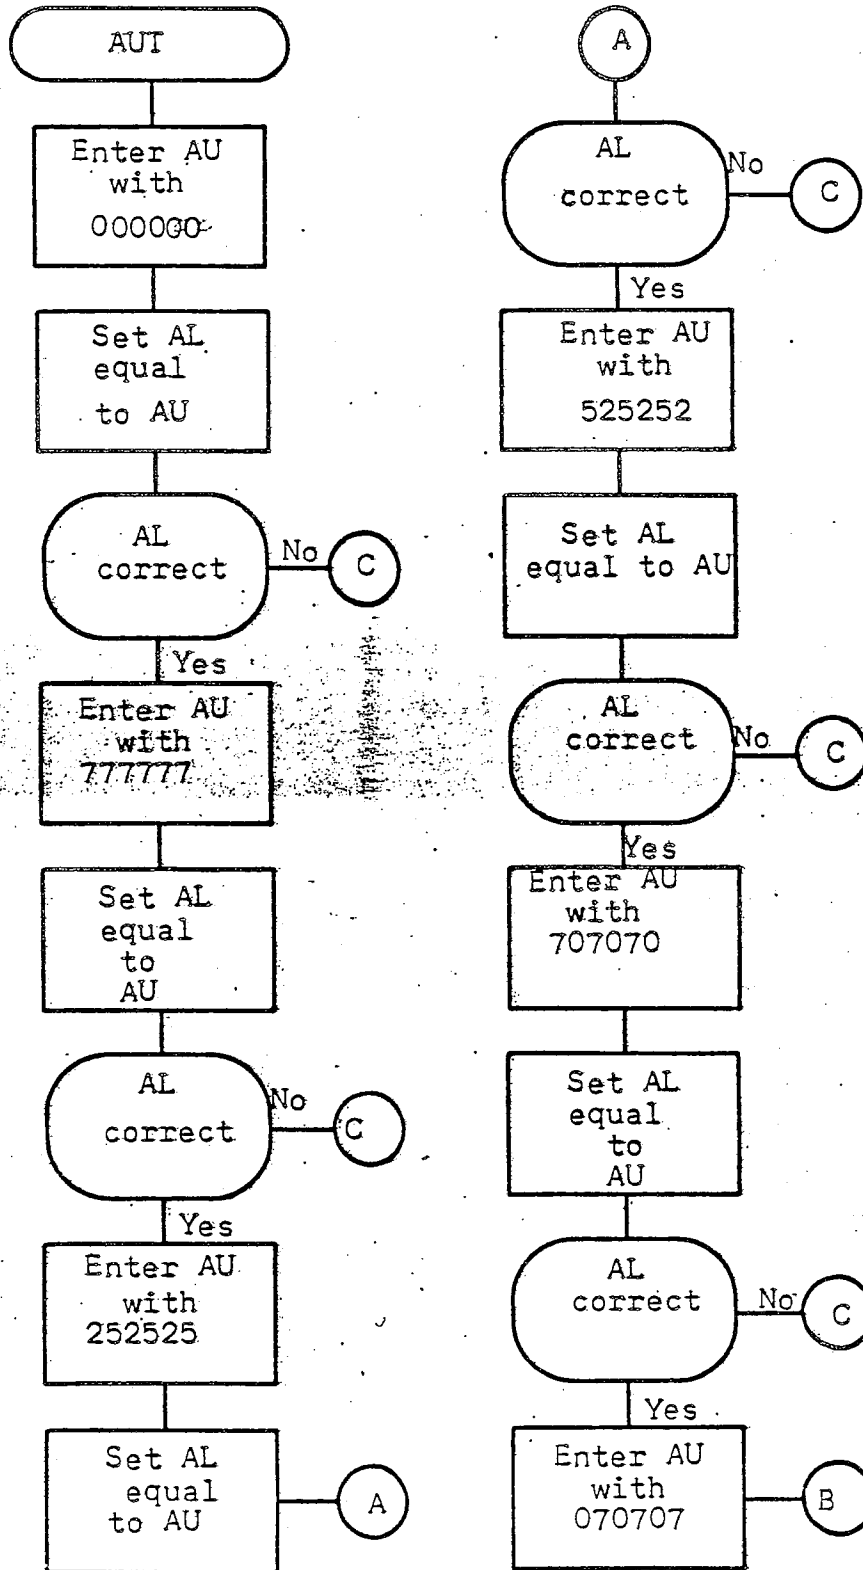 AUT
Enter AU
with
000000
Set AL
equal
to AU
AL
correct
No
C
Yes
Enter AU
with
777777
Set AL
equal
to
AU
AL
correct
No
C
Yes
Enter AU
with
252525
Set AL
equal
to AU
A
A
AL
correct
No
C
Yes
Enter AU
with
525252
Set AL
equal to AU
AL
correct
No
C
Yes
Enter AU
with
707070
Set AL
equal
to
AU
AL
correct
No
C
Yes
Enter AU
with
070707
B